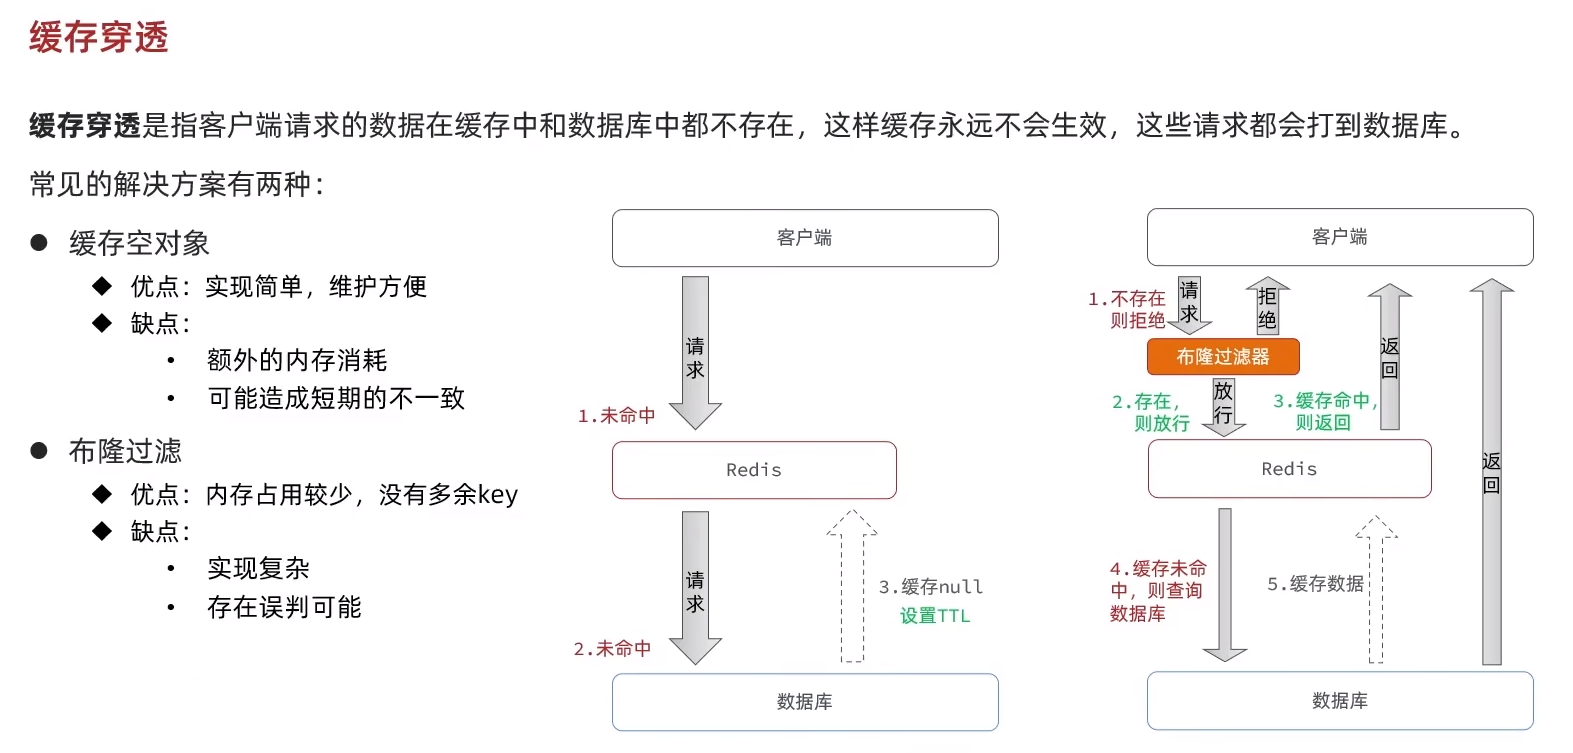 缓存穿透
缓存穿透是指客户端请求的数据在缓存中和数据库中都不存在，这样缓存永远不会生效，这些请求都会打到数据库。
常见的解决方案有两种：
● 缓存空对象
◆ 优点：实现简单，维护方便
◆ 缺点：
• 额外的内存消耗
• 可能造成短期的不一致
● 布隆过滤
◆ 优点：内存占用较少，没有多余key
◆ 缺点：
• 实现复杂
• 存在误判可能
客户端
请求
1.未命中
Redis
请求
2.未命中
3.缓存null
设置TTL
数据库
客户端
1.不存在
则拒绝
请求
拒绝
布隆过滤器
2.存在，
则放行
放行
3.缓存命中，
则返回
返回
Redis
返回
4.缓存未命
中，则查询
数据库
5.缓存数据
数据库